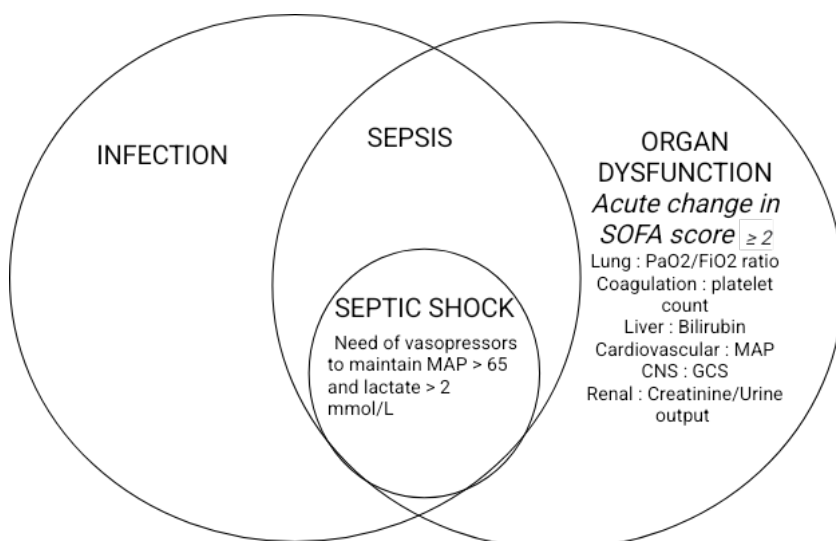 INFECTION
SEPSIS
SEPTIC SHOCK
Need of vasopressors
to maintain MAP > 65
and lactate > 2
mmol/L
ORGAN
DYSFUNCTION
Acute change in
SOFA score ≥ 2
Lung : PaO2/FiO2 ratio
Coagulation : platelet
count
Liver : Bilirubin
Cardiovascular : MAP
CNS : GCS
Renal : Creatinine/Urine
output